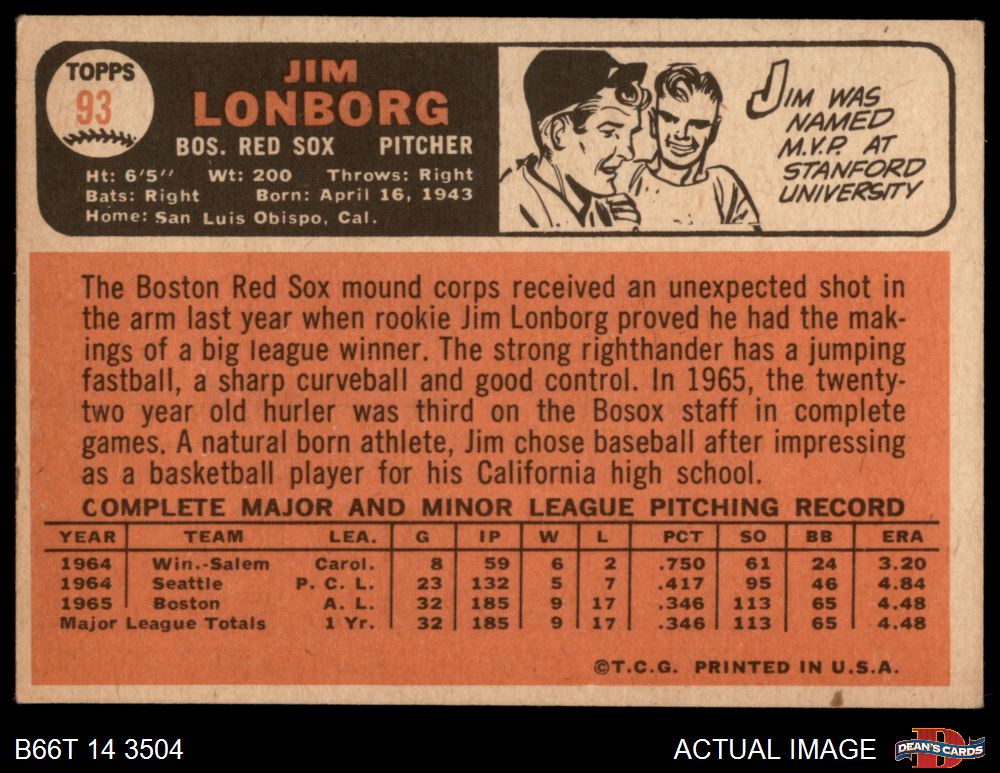 TOPPS
93
JIM
LONBORG
BOS. RED SOX PITCHER
Ht: 6'5" Wt: 200 Throws: Right
Bats: Right Born: April 16, 1943
Home: San Luis Obispo, Cal.
JIM WAS
NAMED
M.V.P. AT
STANFORD
UNIVERSITY
The Boston Red Sox mound corps received an unexpected shot in
the arm last year when rookie Jim Lonborg proved he had the mak-
ings of a big league winner. The strong righthander has a jumping
fastball, a sharp curveball and good control. In 1965, the twenty-
two year old hurler was third on the Bosox staff in complete
games. A natural born athlete, Jim chose baseball after impressing
as a basketball player for his California high school.
COMPLETE MAJOR AND MINOR LEAGUE PITCHING RECORD
YEAR TEAM LEA. G IP W L PCT SO BB ERA
1964 Win.-Salem Carol. 8 59 6 2 .750 61 24 3.20
1964 Seattle P. C. L. 23 132 5 7 .417 95 46 4.84
1965 Boston A. L. 32 185 9 17 .346 113 65 4.48
Major League Totals 1 Yr. 32 185 9 17 .346 113 65 4.48
©T.C.G. PRINTED IN U.S.A.
B66T 14 3504 ACTUAL IMAGE
D
DEAN'S CARDS